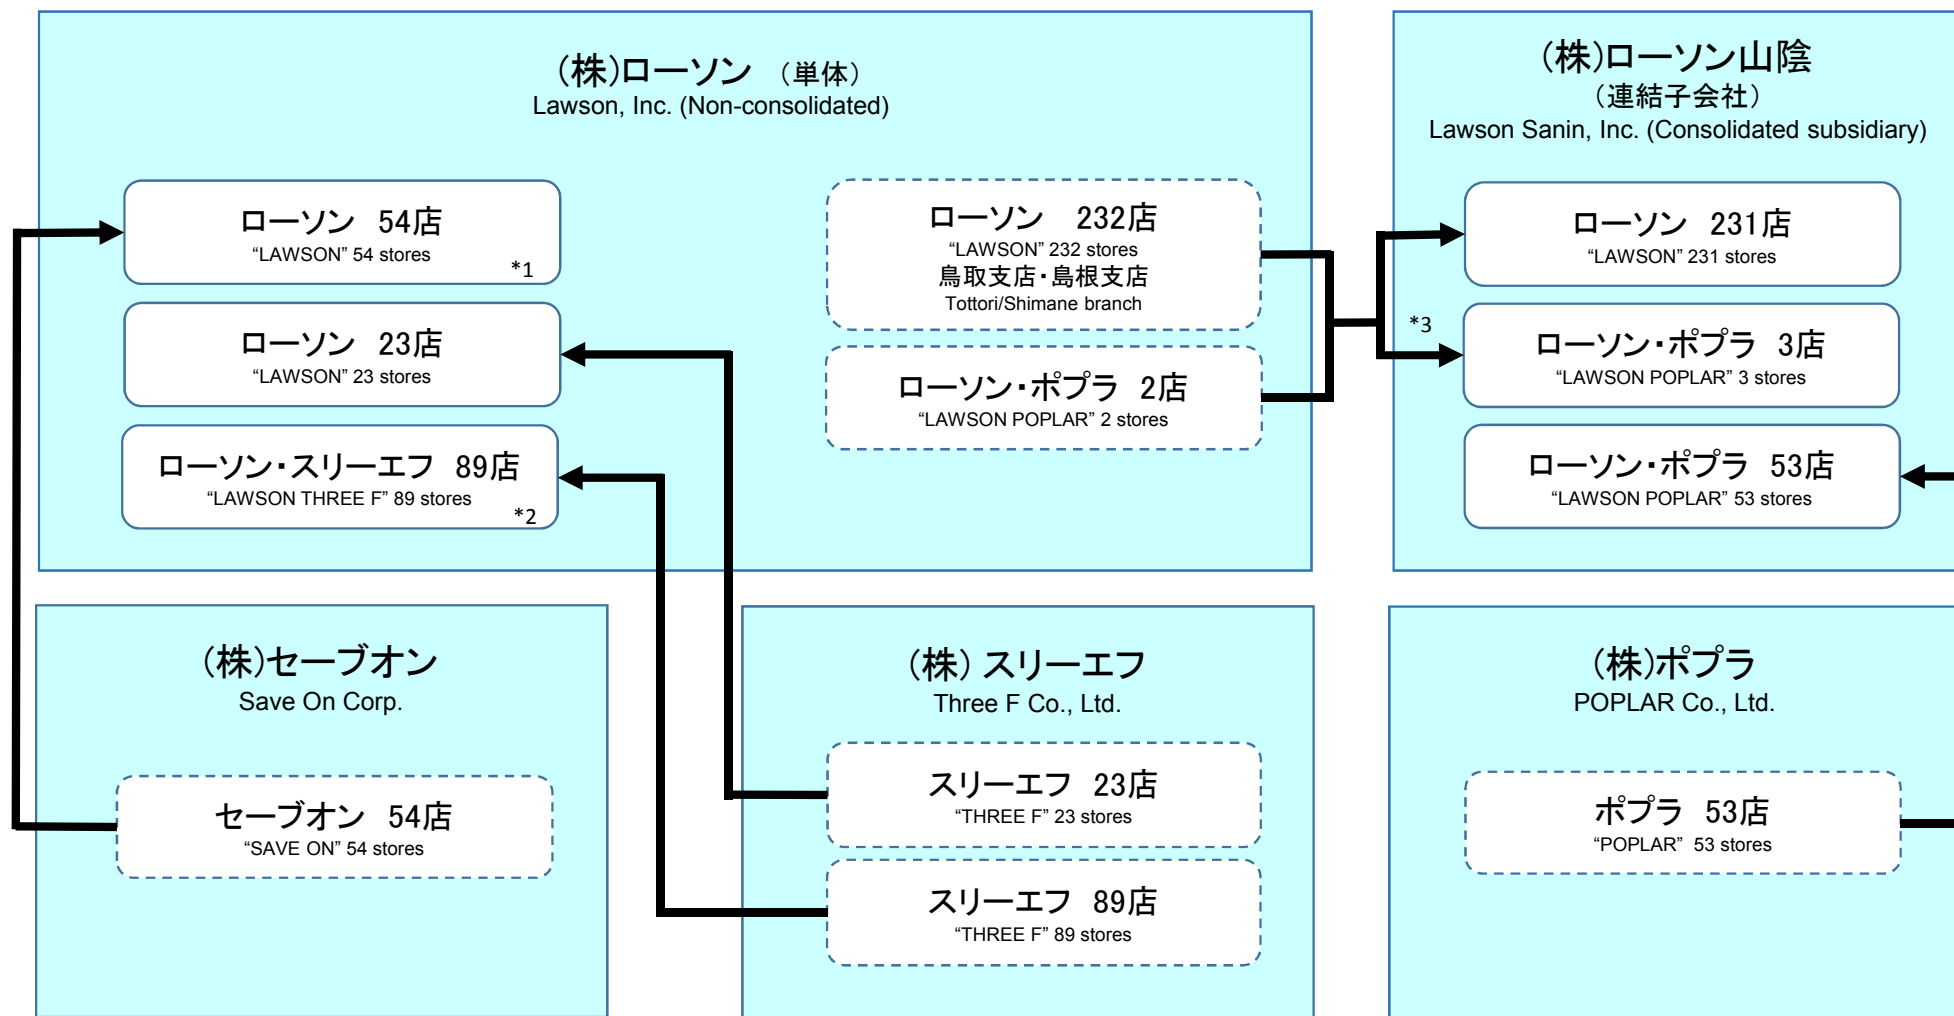 (株)ローソン (単体)
Lawson, Inc. (Non-consolidated)
ローソン 54店
“LAWSON” 54 stores
*1
ローソン 23店
“LAWSON” 23 stores
ローソン・スリーエフ 89店
“LAWSON THREE F” 89 stores
*2
ローソン 232店
“LAWSON” 232 stores
鳥取支店・島根支店
Tottori/Shimane branch
ローソン・ポプラ 2店
“LAWSON POPLAR” 2 stores
(株)ローソン山陰
(連結子会社)
Lawson Sanin, Inc. (Consolidated subsidiary)
ローソン 231店
“LAWSON” 231 stores
*3
ローソン・ポプラ 3店
“LAWSON POPLAR” 3 stores
ローソン・ポプラ 53店
“LAWSON POPLAR” 53 stores
(株)セーブオン
Save On Corp.
セーブオン 54店
“SAVE ON” 54 stores
(株) スリーエフ
Three F Co., Ltd.
スリーエフ 23店
“THREE F” 23 stores
スリーエフ 89店
“THREE F” 89 stores
(株)ポプラ
POPLAR Co., Ltd.
ポプラ 53店
“POPLAR” 53 stores